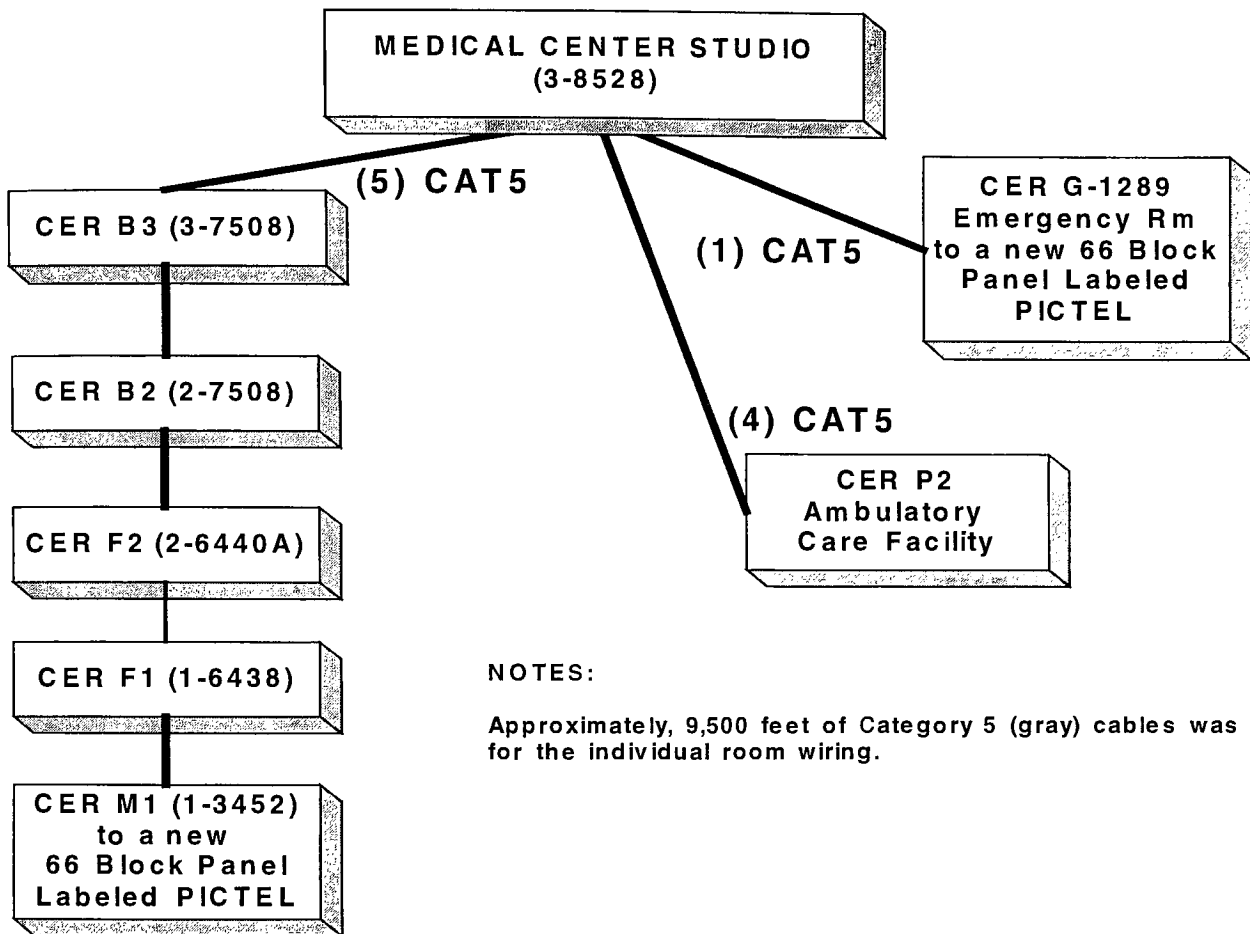 MEDICAL CENTER STUDIO
(3-8528)
(5) CAT5
CER B3 (3-7508)
CER B2 (2-7508)
CER F2 (2-6440A)
CER F1 (1-6438)
CER M1 (1-3452)
to a new
66 Block Panel
Labeled PICTEL
(1) CAT5
CER G-1289
Emergency Rm
to a new 66 Block
Panel Labeled
PICTEL
(4) CAT5
CER P2
Ambulatory
Care Facility
NOTES:
Approximately, 9,500 feet of Category 5 (gray) cables was
for the individual room wiring.